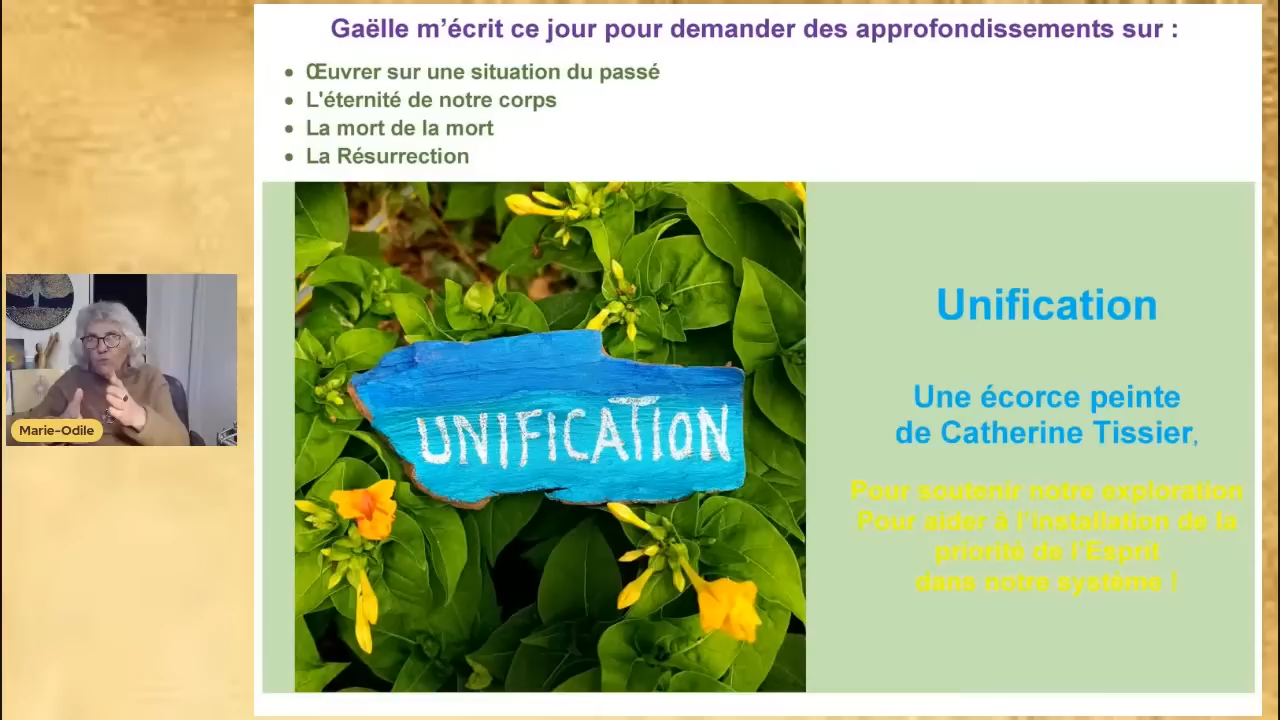 Gaëlle m’écrit ce jour pour demander des approfondissements sur :
• Œuvrer sur une situation du passé
• L'éternité de notre corps
• La mort de la mort
• La Résurrection
UNIFICATION
Unification
Une écorce peinte
de Catherine Tissier,
Pour soutenir notre exploration
Pour aider à l'installation de la
priorité de l'Esprit
dans notre système !
Marie-Odile